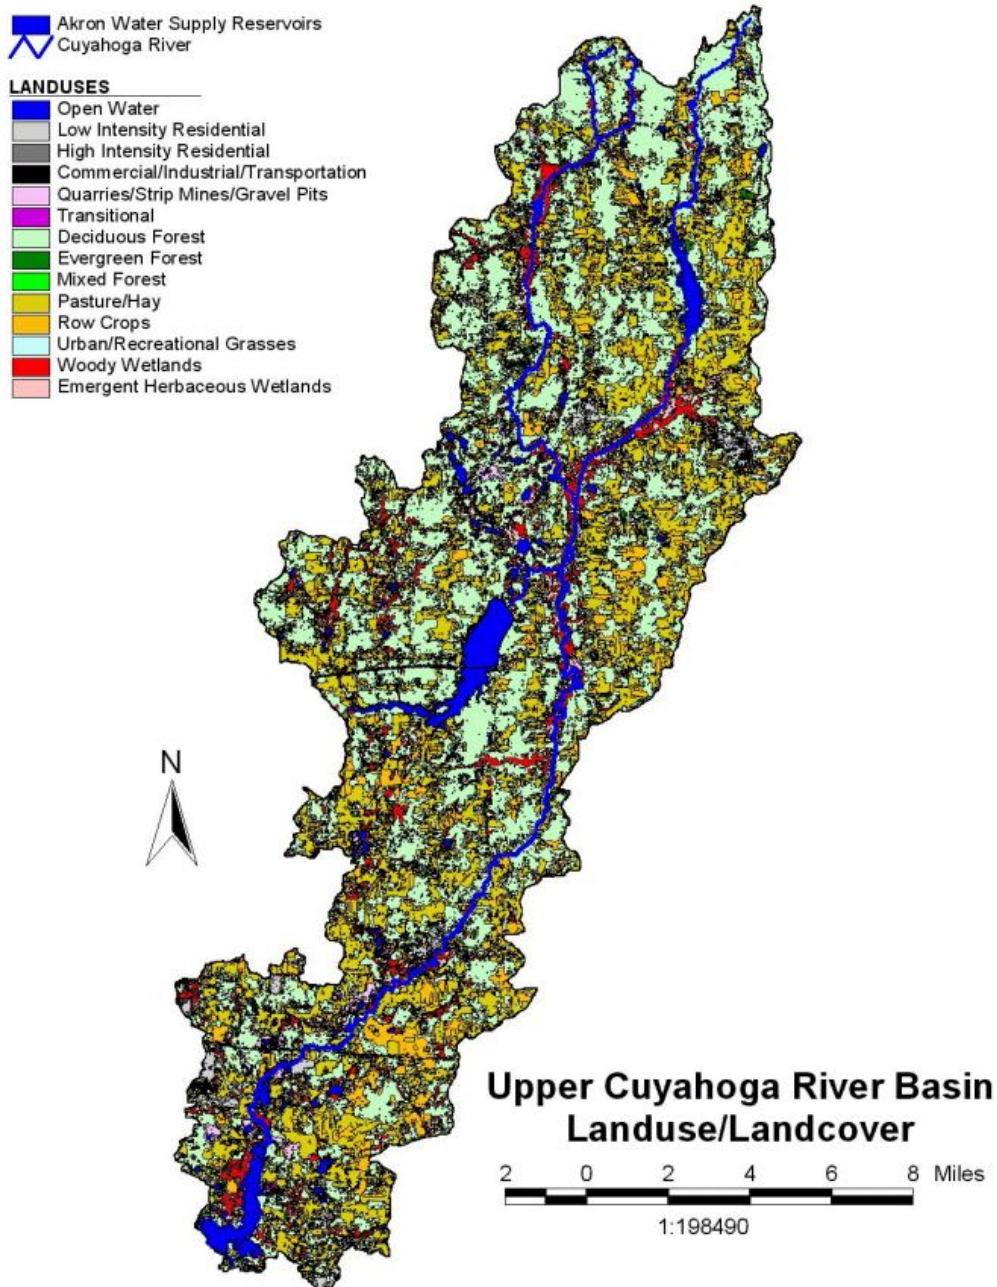 Akron Water Supply Reservoirs
Cuyahoga River
LANDUSES
Open Water
Low Intensity Residential
High Intensity Residential
Commercial/Industrial/Transportation
Quarries/Strip Mines/Gravel Pits
Transitional
Deciduous Forest
Evergreen Forest
Mixed Forest
Pasture/Hay
Row Crops
Urban/Recreational Grasses
Woody Wetlands
Emergent Herbaceous Wetlands
N
Upper Cuyahoga River Basin
Landuse/Landcover
2 0 2 4 6 8 Miles
1:198490